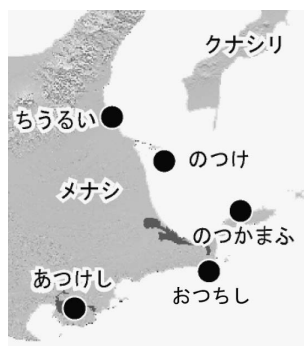 クナシリ
ちうるい
のつけ
メナシ
のつかまふ
あつけし
おつちし